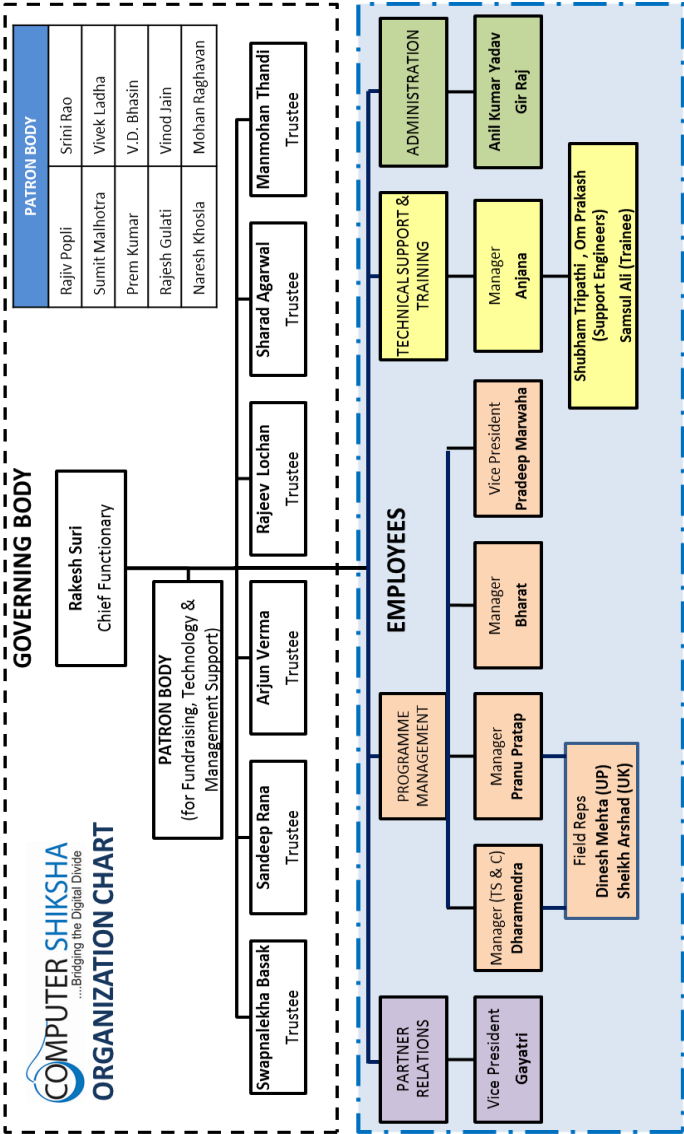 COMPUTER SHIKSHA
....Bridging the Digital Divide
ORGANIZATION CHART
GOVERNING BODY
Rakesh Suri
Chief Functionary
PATRON BODY
(for Fundraising, Technology &
Management Support)
PATRON BODY
Rajiv Popli Srini Rao
Sumit Malhotra Vivek Ladha
Prem Kumar V.D. Bhasin
Rajesh Gulati Vinod Jain
Naresh Khosla Mohan Raghavan
Swapnalekha Basak
Trustee
Sandeep Rana
Trustee
Arjun Verma
Trustee
Rajeev Lochan
Trustee
Sharad Agarwal
Trustee
Manmohan Thandi
Trustee
EMPLOYEES
PARTNER
RELATIONS
Vice President
Gayatri
PROGRAMME
MANAGEMENT
Manager (TS & C)
Dharamendra
Manager
Pranu Pratap
Manager
Bharat
Vice President
Pradeep Marwaha
Field Reps
Dinesh Mehta (UP)
Sheikh Arshad (UK)
TECHNICAL SUPPORT &
TRAINING
Manager
Anjana
Shubham Tripathi , Om Prakash
(Support Engineers)
Samsul Ali (Trainee)
ADMINISTRATION
Anil Kumar Yadav
Gir Raj